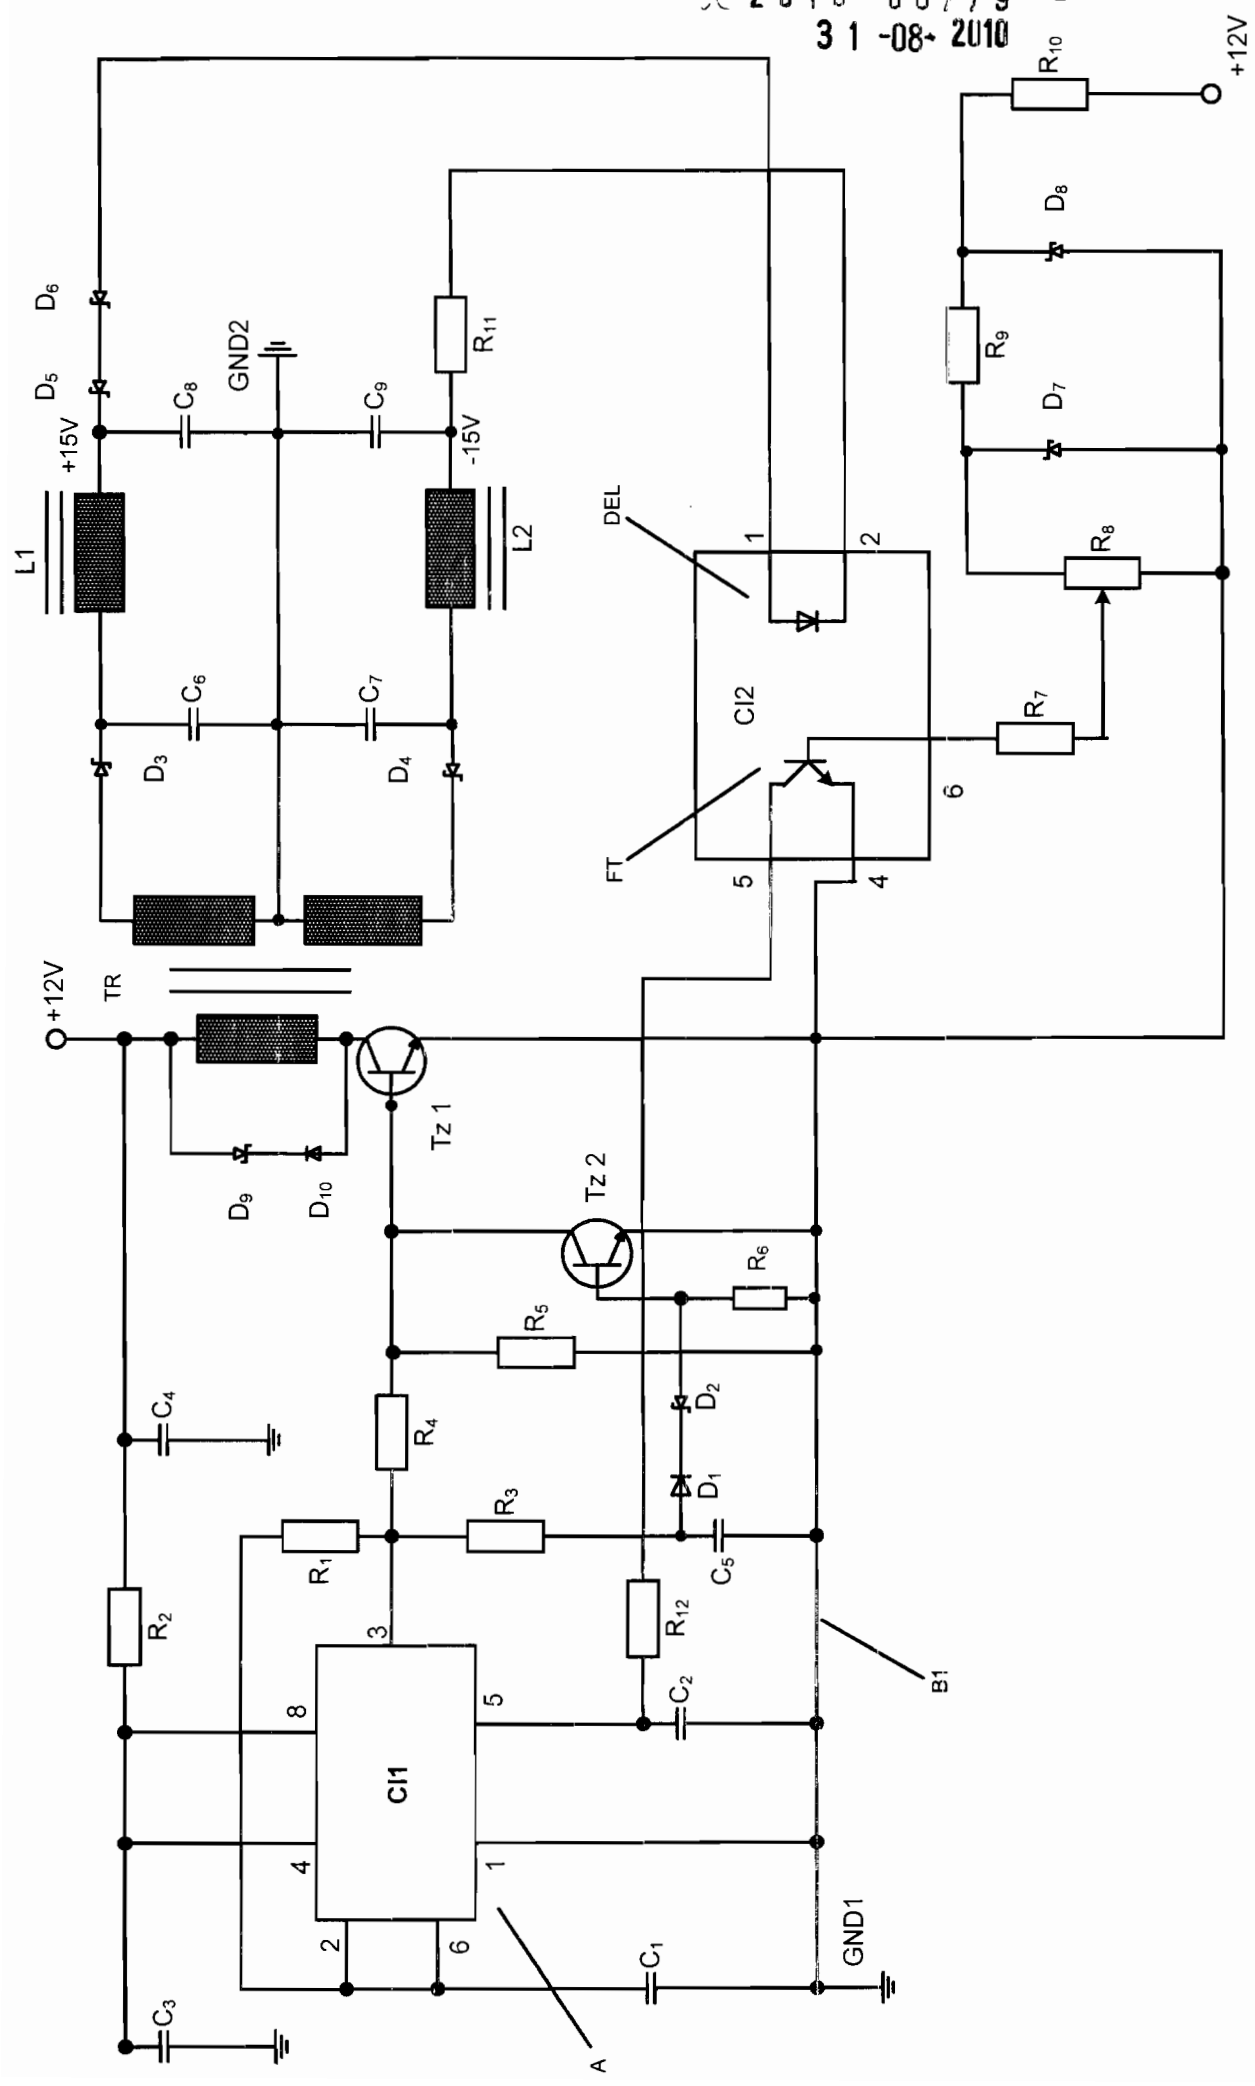 31-08-2010
+12V
R10
D8
R9
D7
R8
R7
D6
D5
GND2
R11
C8
C9
+15V
-15V
L1
L2
C6
C7
D3
D4
DEL
1
2
CI2
FT
5
4
6
+12V
TR
D9
D10
Tz 1
Tz 2
R6
R5
C4
R4
D2
D1
R3
R1
C5
R2
R12
3
8
5
C2
B1
CI1
4
1
2
6
C1
GND1
C3
A